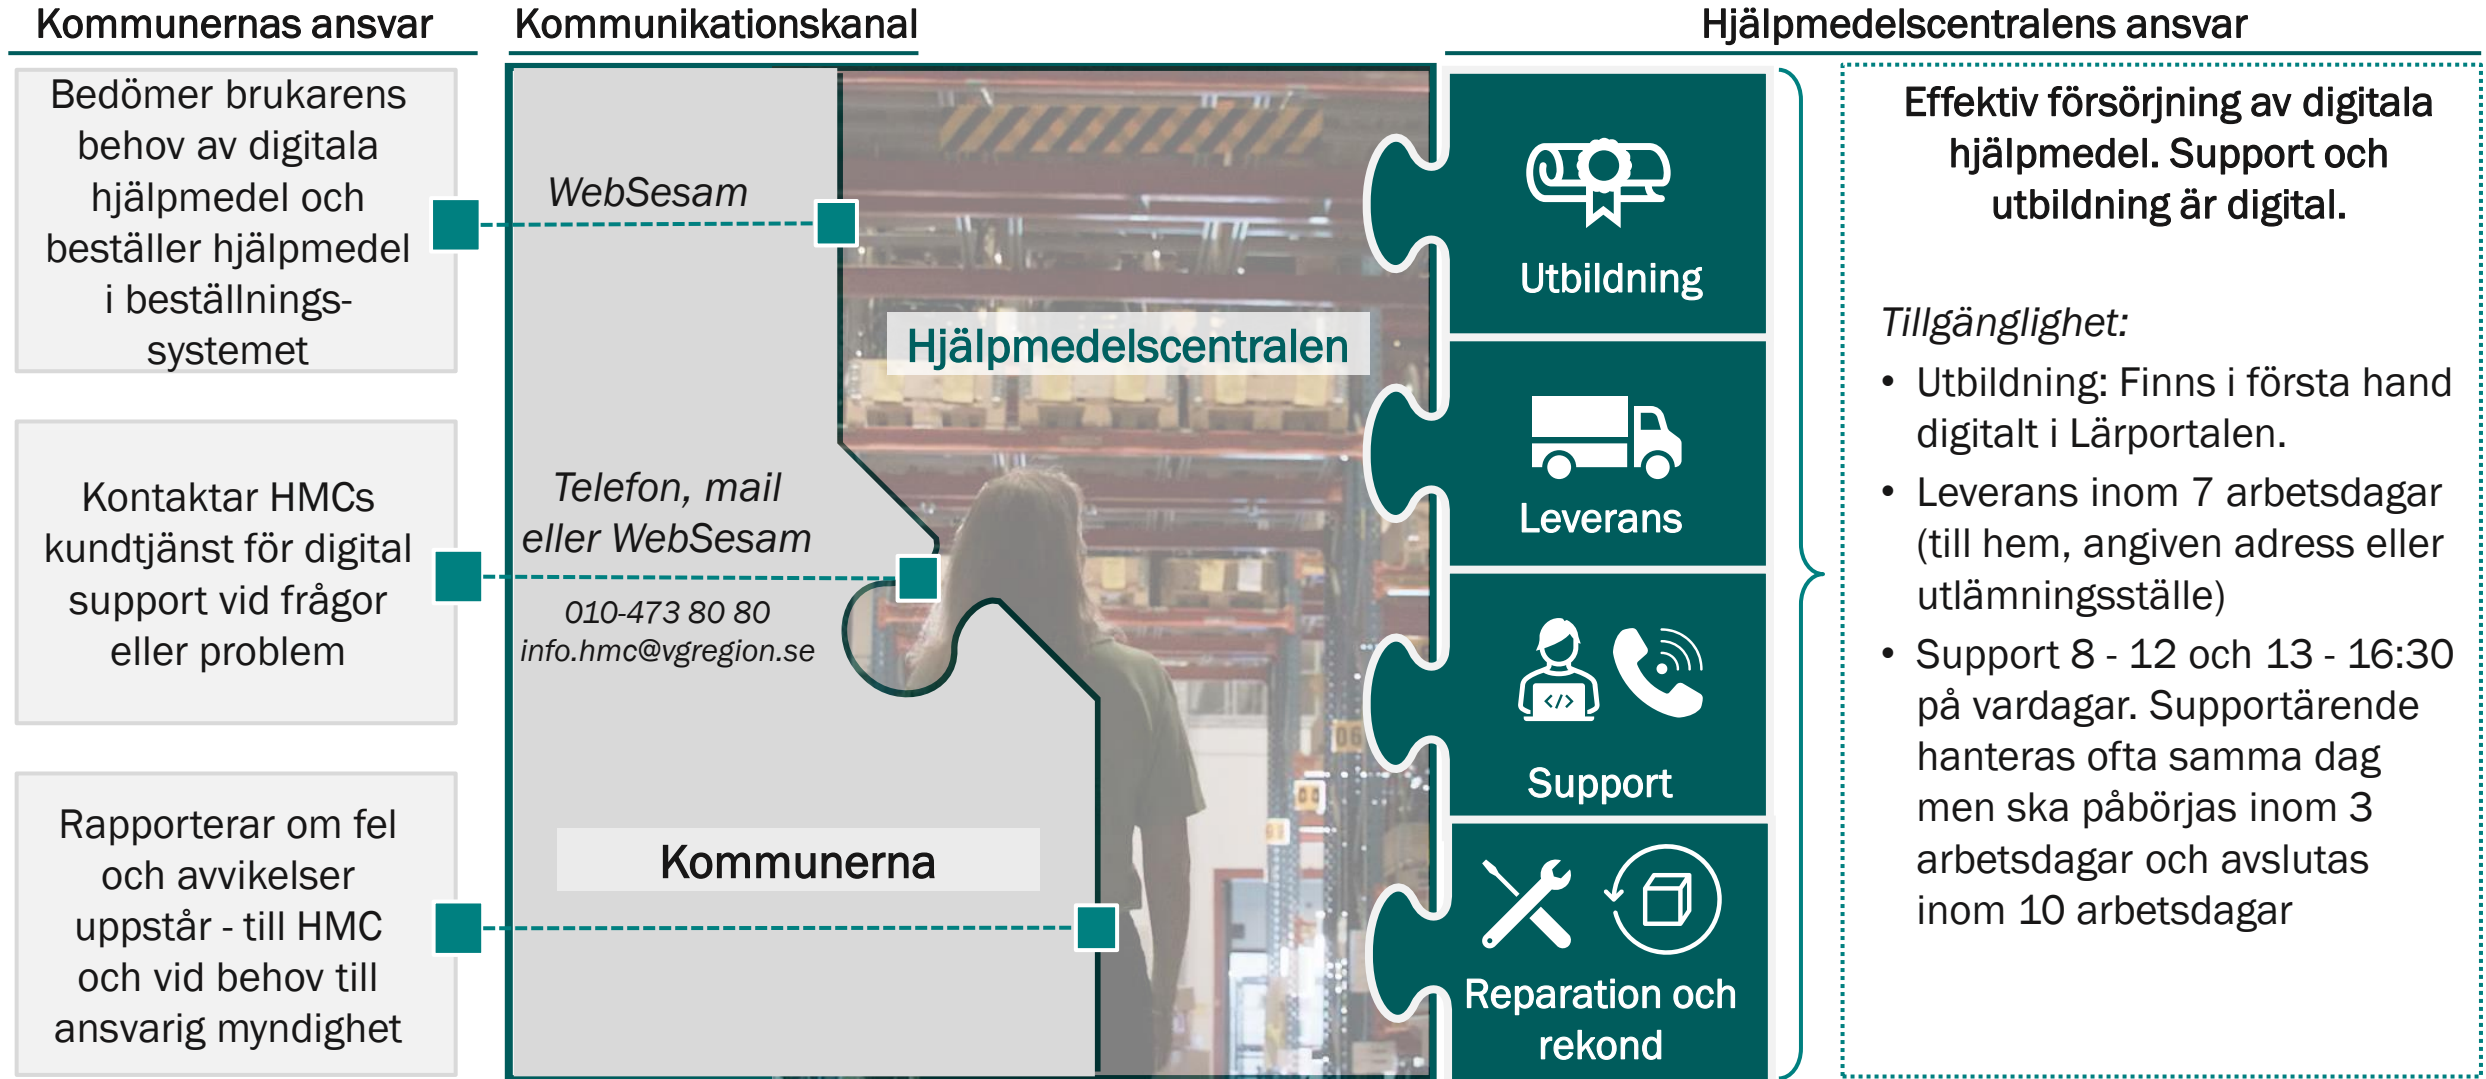 Kommunernas ansvar
Kommunikationskanal
Hjälpmedelscentralens ansvar
Bedömer brukarens
behov av digitala
hjälpmedel och
beställer hjälpmedel
i beställnings-
systemet
Kontaktar HMCs
kundtjänst för digital
support vid frågor
eller problem
Rapporterar om fel
och avvikelser
uppstår - till HMC
och vid behov till
ansvarig myndighet
WebSesam
Telefon, mail
eller WebSesam
010-473 80 80
info.hmc@vgregion.se
Hjälpmedelscentralen
Kommunerna
06
Utbildning
Leverans
</>
Support
Reparation och
rekond
Effektiv försörjning av digitala
hjälpmedel. Support och
utbildning är digital.
Tillgänglighet:
• Utbildning: Finns i första hand
digitalt i Lärportalen.
• Leverans inom 7 arbetsdagar
(till hem, angiven adress eller
utlämningsställe)
• Support 8 - 12 och 13 - 16:30
på vardagar. Supportärende
hanteras ofta samma dag
men ska påbörjas inom 3
arbetsdagar och avslutas
inom 10 arbetsdagar